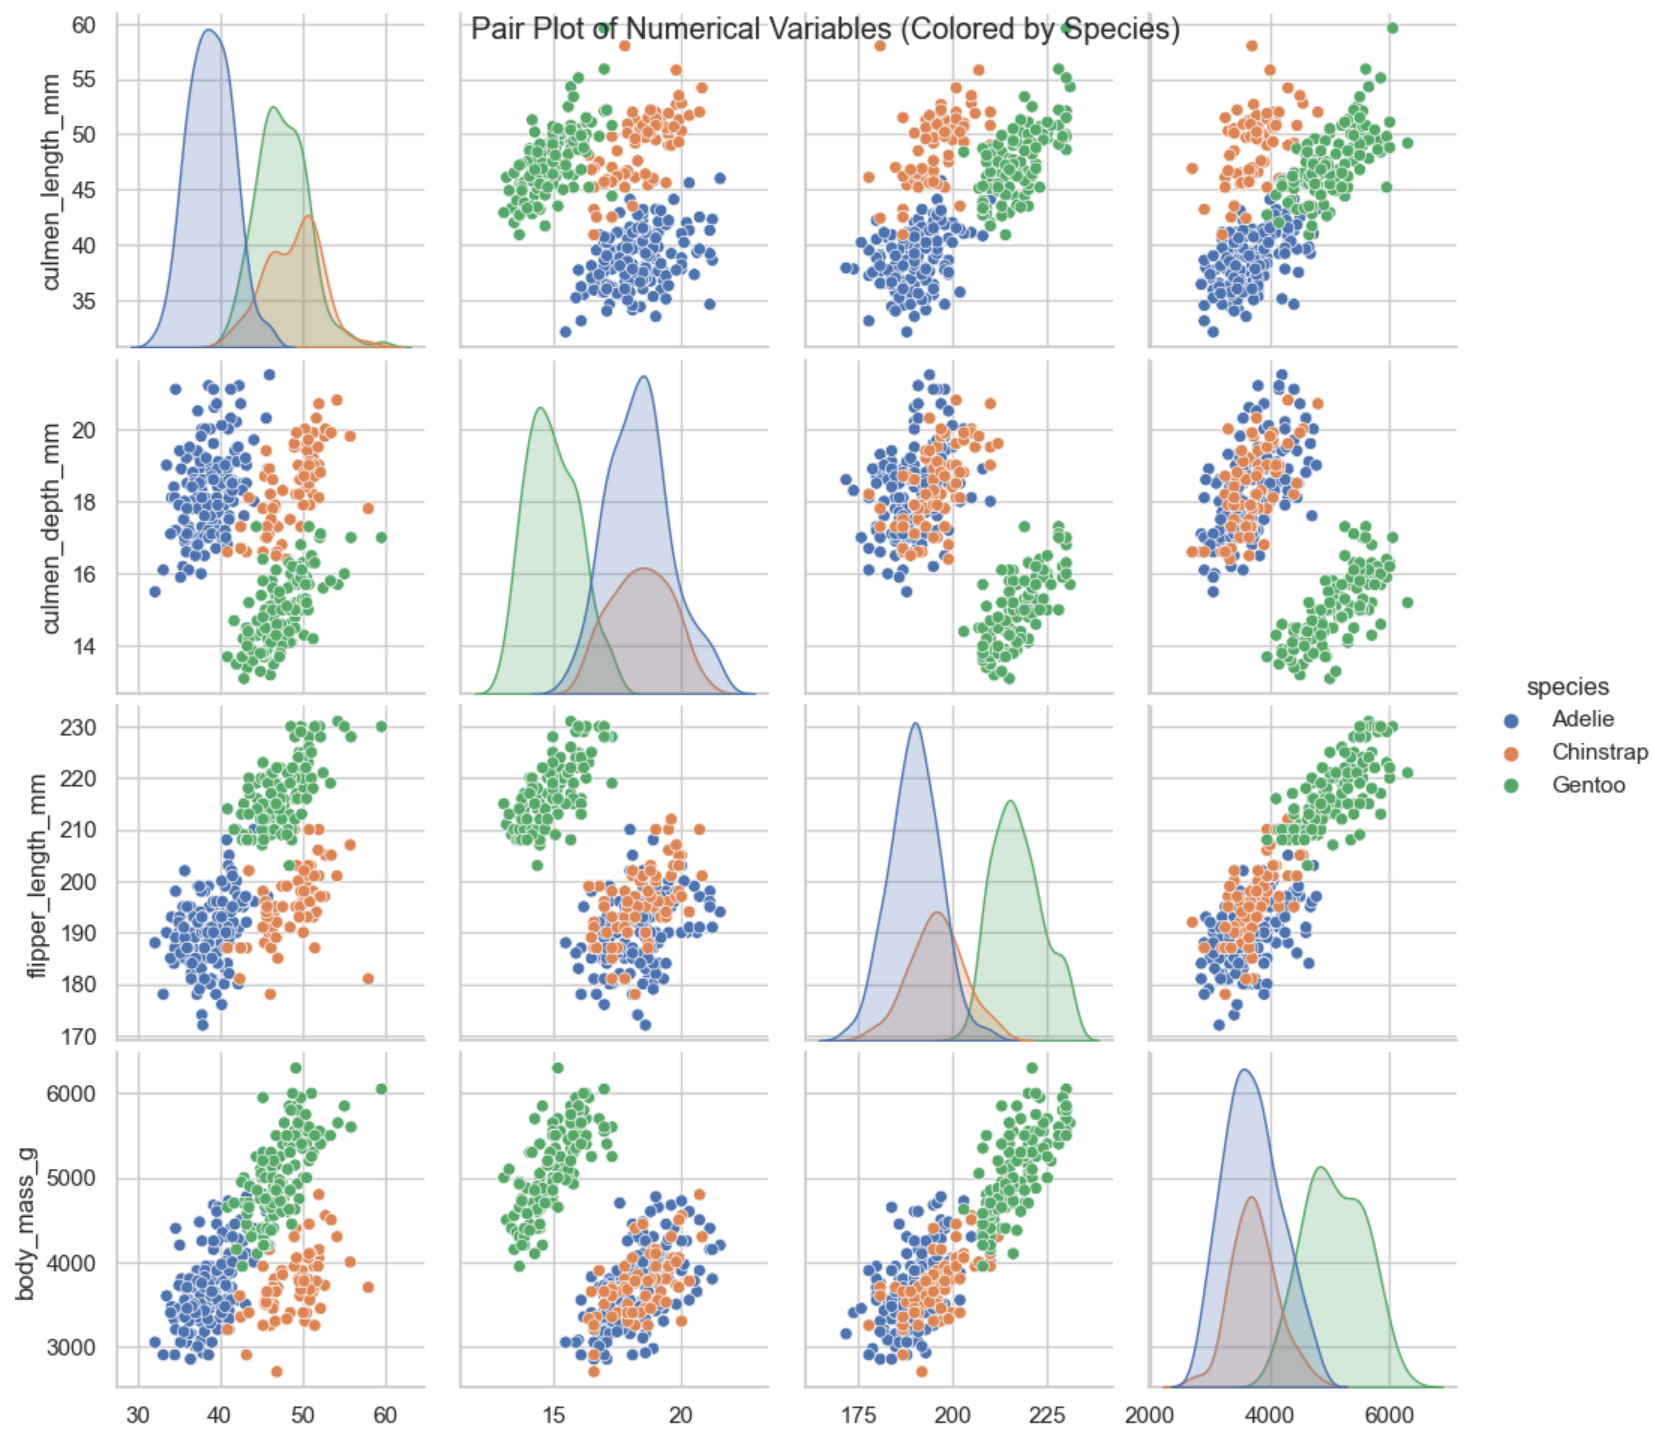 Pair Plot of Numerical Variables (Colored by Species)
60
55
50
45
40
35
culmen_length_mm
20
18
16
14
culmen_depth_mm
230
220
210
200
190
180
170
flipper_length_mm
6000
5000
4000
3000
body_mass_g
30 40 50 60
15 20
175 200 225
2000 4000 6000
species
Adelie
Chinstrap
Gentoo